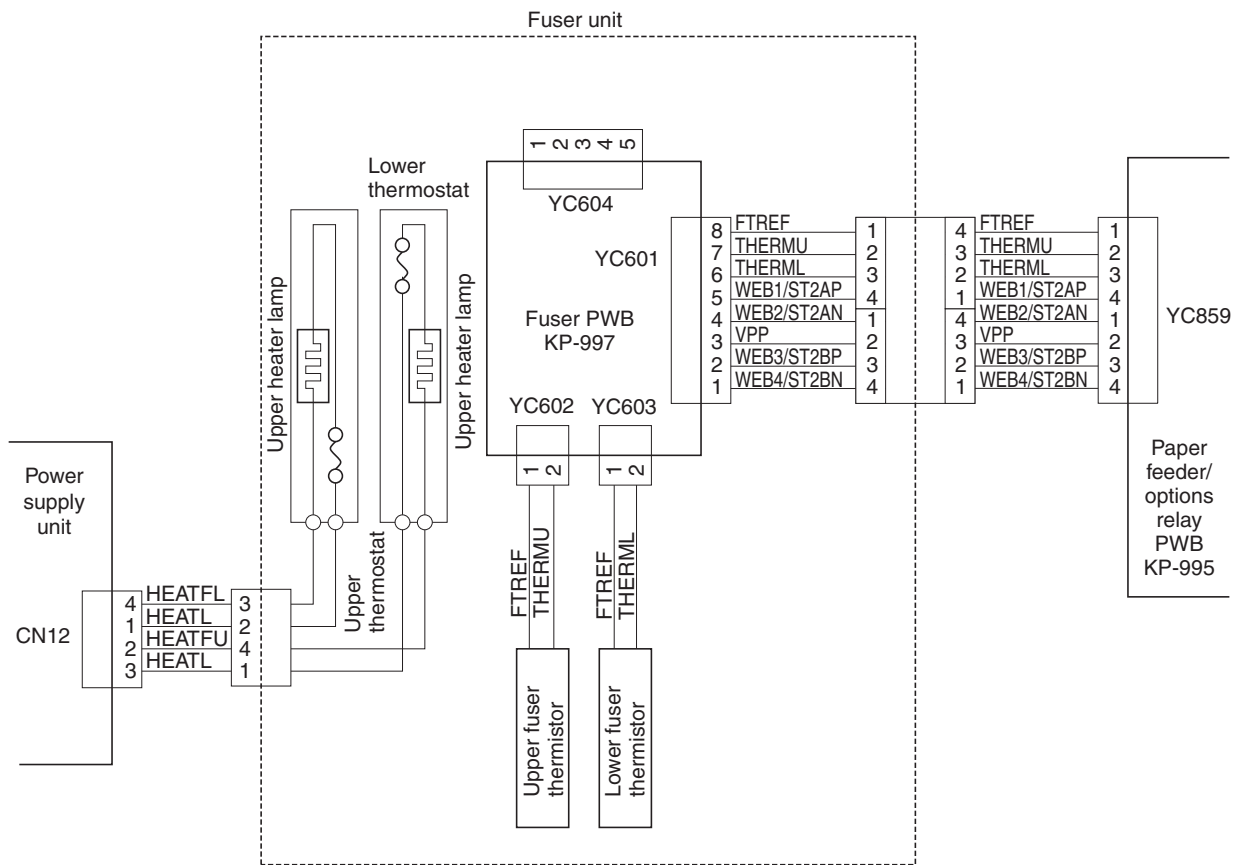 Fuser unit
1 2 3 4 5
YC604
Lower
thermostat
Upper heater lamp
Upper heater lamp
YC601
Fuser PWB
KP-997
YC602
YC603
8 FTREF 1
7 THERMU 2
6 THERML 3
5 WEB1/ST2AP 4
4 WEB2/ST2AN 1
3 VPP 2
2 WEB3/ST2BP 3
1 WEB4/ST2BN 4
4 FTREF 1
3 THERMU 2
2 THERML 3
1 WEB1/ST2AP 4
4 WEB2/ST2AN 1
3 VPP 2
2 WEB3/ST2BP 3
1 WEB4/ST2BN 4
YC859
Paper
feeder/
options
relay
PWB
KP-995
1 2
1 2
FTREF
THERMU
FTREF
THERML
Upper fuser
thermistor
Lower fuser
thermistor
Power
supply
unit
CN12
4 HEATFL 3
1 HEATL 2
2 HEATFU 4
3 HEATL 1
Upper
thermostat